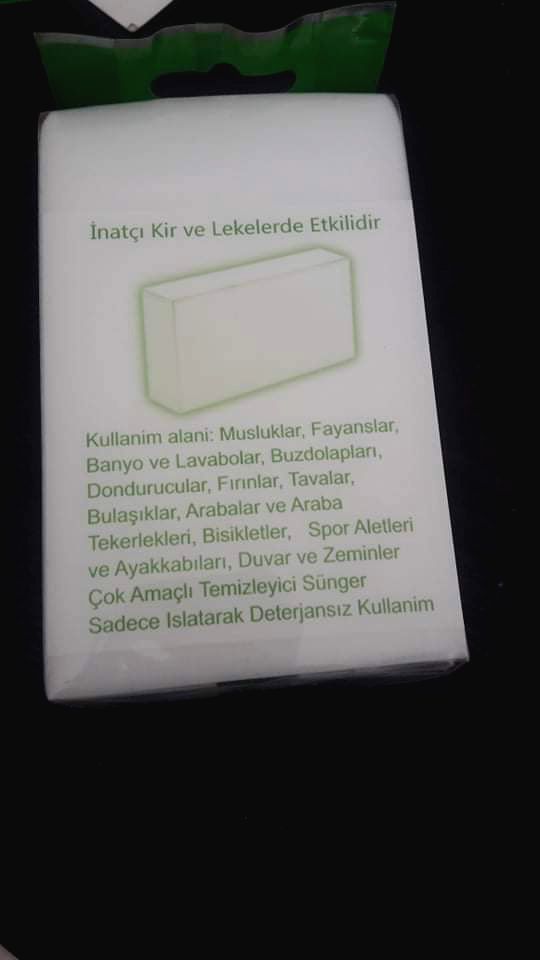 İnatçı Kir ve Lekelerde Etkilidir
Kullanim alani: Musluklar, Fayanslar,
Banyo ve Lavabolar, Buzdolapları,
Dondurucular, Fırınlar, Tavalar,
Bulaşıklar, Arabalar ve Araba
Tekerlekleri, Bisikletler, Spor Aletleri
ve Ayakkabıları, Duvar ve Zeminler
Çok Amaçlı Temizleyici Sünger
Sadece Islatarak Deterjansız Kullanim